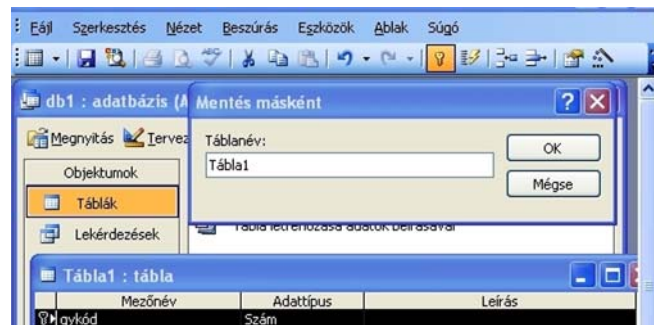 Fájl Szerkesztés Nézet Beszúrás Eszközök Ablak Súgó
db1 : adatbázis (A
Mentés másként
Megnyitás Tervez
Táblanév:
OK
Objektumok
Tábla1
Mégse
Táblák
Lekérdezések
Tábla létrehozása adatok beírásával
Tábla1 : tábla
Mezőnév Adattípus Leírás
gykód Szám